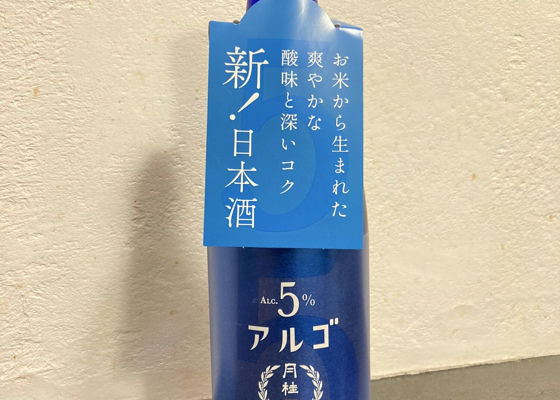 お米から生まれた
爽やかな
酸味と深いコク
新!日本酒
ALC.5%
アルゴ
月桂